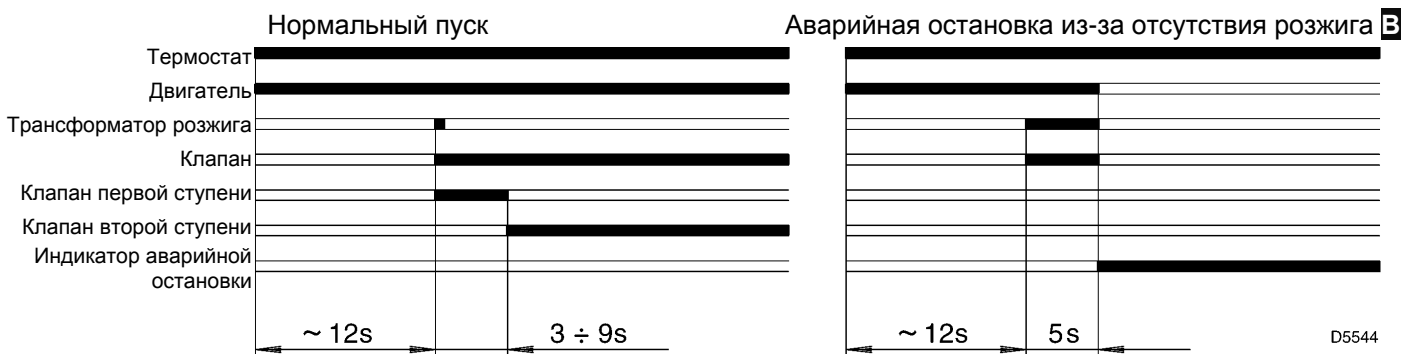 Нормальный пуск
Аварийная остановка из-за отсутствия розжига B
Термостат
Двигатель
Трансформатор розжига
Клапан
Клапан первой ступени
Клапан второй ступени
Индикатор аварийной
остановки
~ 12s
3 ÷ 9s
~ 12s
5s
D5544